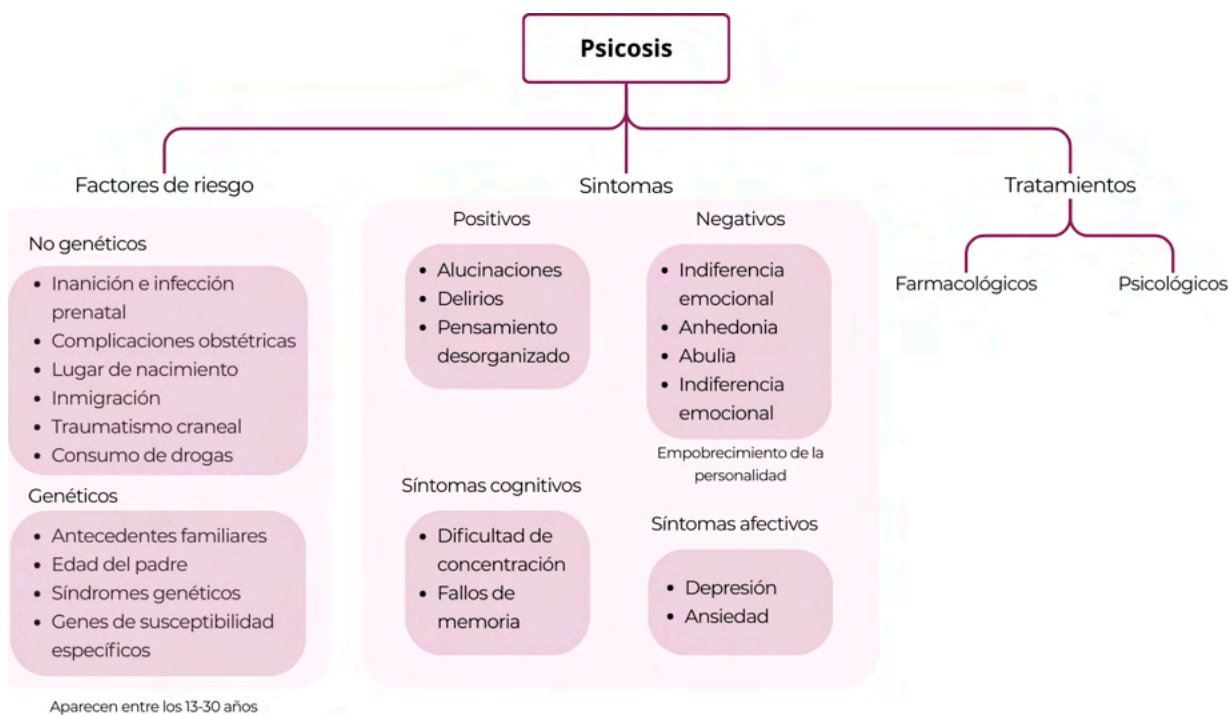 Psicosis
Factores de riesgo
No genéticos
• Inanición e infección
prenatal
• Complicaciones obstétricas
• Lugar de nacimiento
• Inmigración
• Traumatismo craneal
• Consumo de drogas
Genéticos
• Antecedentes familiares
• Edad del padre
• Síndromes genéticos
• Genes de susceptibilidad
específicos
Aparecen entre los 13-30 años
Sintomas
Positivos
• Alucinaciones
• Delirios
• Pensamiento
desorganizado
Negativos
• Indiferencia
emocional
• Anhedonia
• Abulia
• Indiferencia
emocional
Empobrecimiento de la
personalidad
Síntomas cognitivos
• Dificultad de
concentración
• Fallos de
memoria
Síntomas afectivos
• Depresión
• Ansiedad
Tratamientos
Farmacológicos
Psicológicos